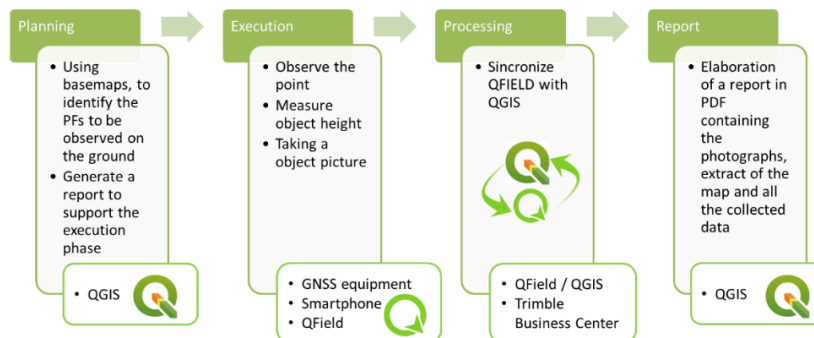 Planning
• Using
basemaps, to
identify the
PFs to be
observed on
the ground
• Generate a
report to
support the
execution
phase
• QGIS
Execution
• Observe the
point
• Measure
object height
• Taking a
object picture
• GNSS equipment
• Smartphone
• QField
Processing
• Sincronize
QFIELD with
QGIS
• QField / QGIS
• Trimble
Business Center
Report
• Elaboration
of a report in
PDF
containing
the
photographs,
extract of the
map and all
the collected
data
• QGIS